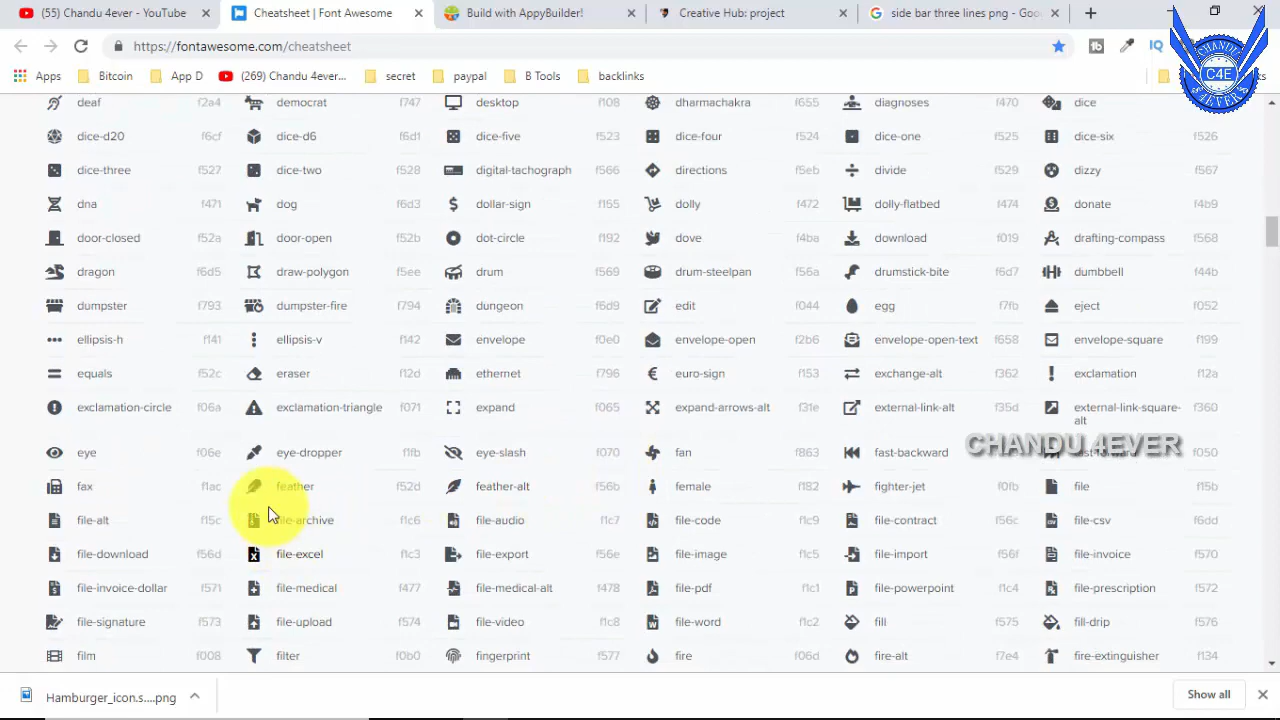 (55) Chandu 4ever - YouTube
Cheatsheet | Font Awesome
Build with AppyBuilder!
Creative Hub: project
side bar three lines png - Goo
https://fontawesome.com/cheatsheet
Apps Bitcoin App D (269) Chandu 4ever... secret paypal B Tools backlinks
CHANDU
C4E
4EVER
deaf f2a4 democrat f747 desktop f108 dharmachakra f655 diagnoses f470 dice
dice-d20 f6cf dice-d6 f6d1 dice-five f523 dice-four f524 dice-one f525 dice-six f526
dice-three f527 dice-two f528 digital-tachograph f566 directions f5eb divide f529 dizzy f567
dna f471 dog f6d3 dollar-sign f155 dolly f472 dolly-flatbed f474 donate f4b9
door-closed f52a door-open f52b dot-circle f192 dove f4ba download f019 drafting-compass f568
dragon f6d5 draw-polygon f5ee drum f569 drum-steelpan f56a drumstick-bite f6d7 dumbbell f44b
dumpster f793 dumpster-fire f794 dungeon f6d9 edit f044 egg f7fb eject f052
ellipsis-h f141 ellipsis-v f142 envelope f0e0 envelope-open f2b6 envelope-open-text f658 envelope-square f199
equals f52c eraser f12d ethernet f796 euro-sign f153 exchange-alt f362 exclamation f12a
exclamation-circle f06a exclamation-triangle f071 expand f065 expand-arrows-alt f31e external-link-alt f35d external-link-square-alt f360
CHANDU 4EVER
eye f06e eye-dropper f1fb eye-slash f070 fan f863 fast-backward fast-forward f050
fax f1ac feather f52d feather-alt f56b female f182 fighter-jet f0fb file f15b
file-alt f15c file-archive f1c6 file-audio f1c7 file-code f1c9 file-contract f56c file-csv f6dd
file-download f56d file-excel f1c3 file-export f56e file-image f1c5 file-import f56f file-invoice f570
file-invoice-dollar f571 file-medical f477 file-medical-alt f478 file-pdf f1c1 file-powerpoint f1c4 file-prescription f572
file-signature f573 file-upload f574 file-video f1c8 file-word f1c2 fill f575 fill-drip f576
film f008 filter f0b0 fingerprint f577 fire f06d fire-alt f7e4 fire-extinguisher f134
Hamburger_icon.s....png
Show all